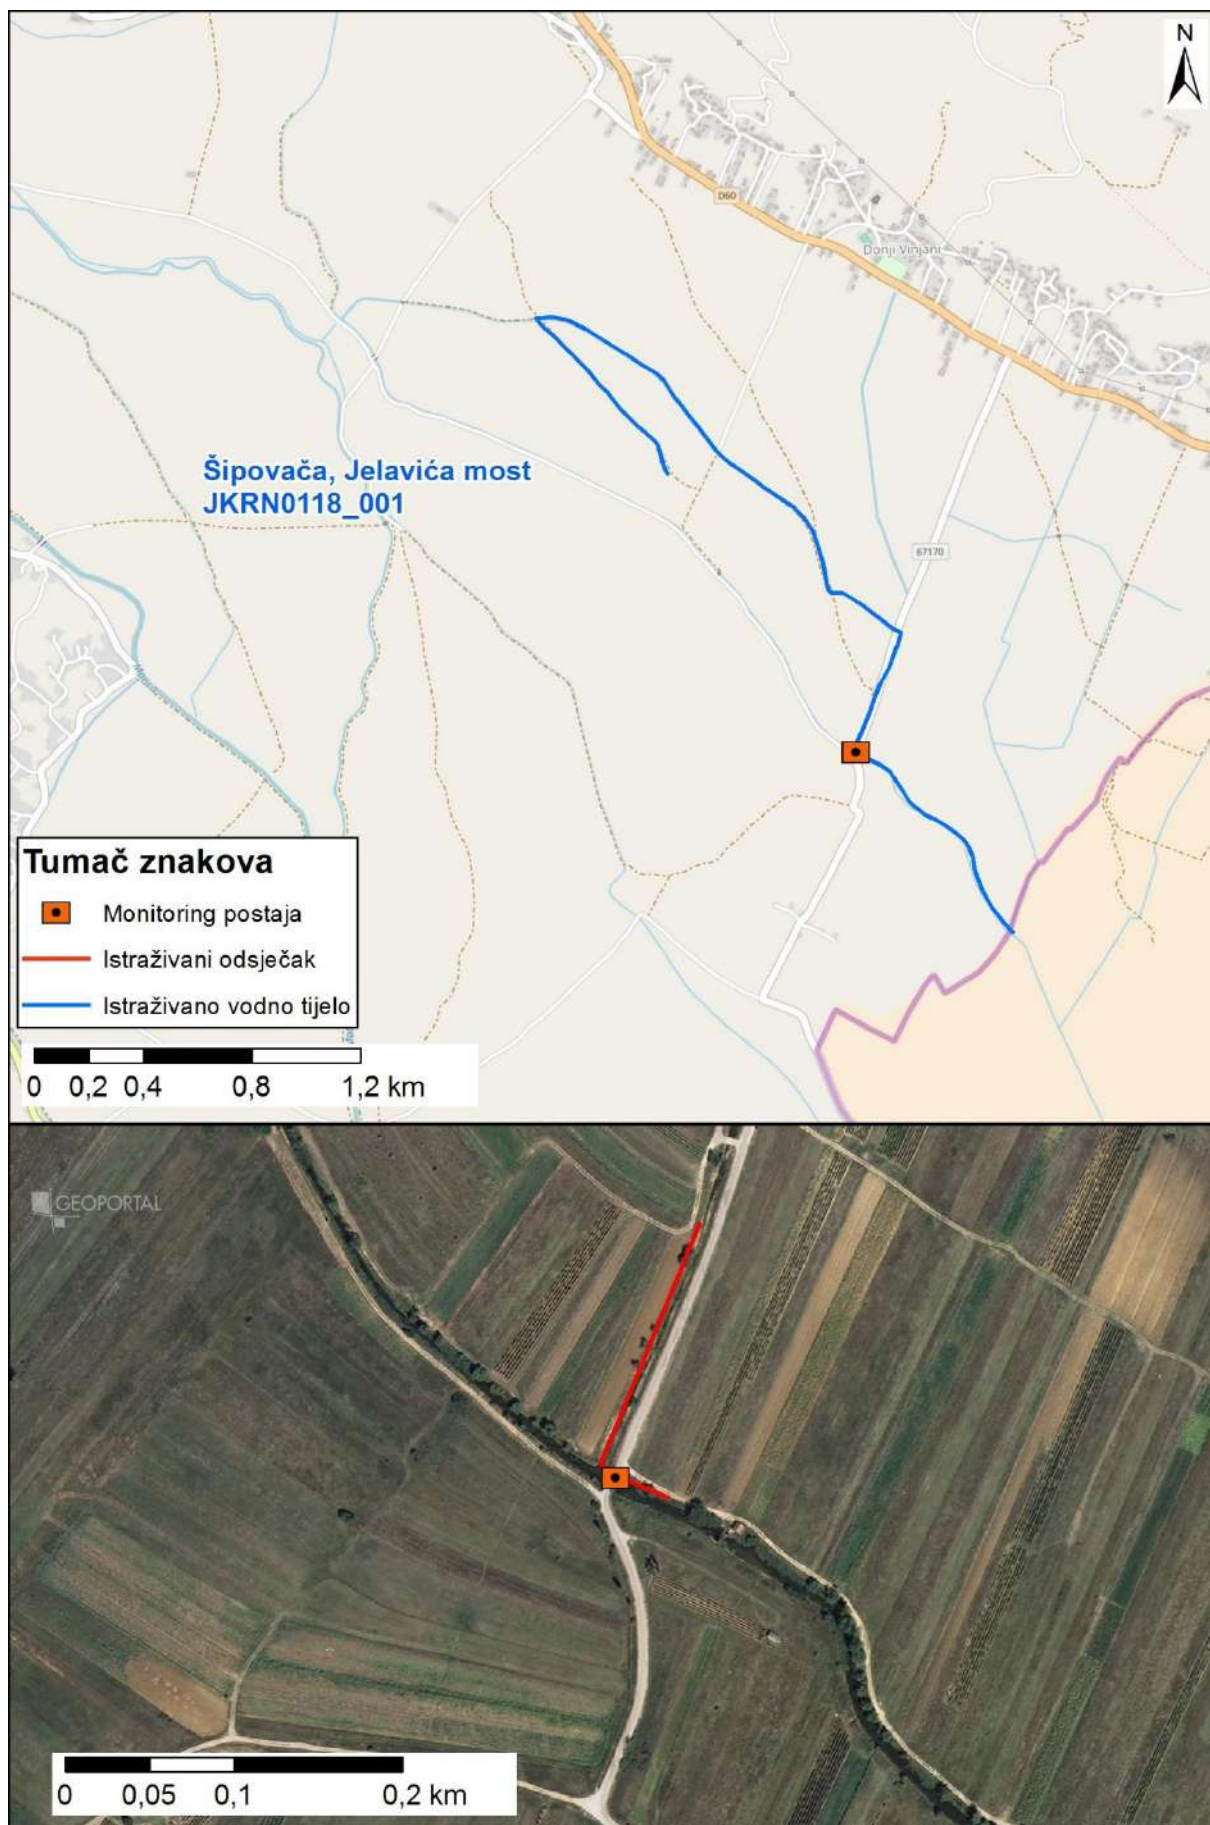 N
D60
Donji Vinjani
Šipovača, Jelavića most
JKRN0118_001
67170
Tumač znakova
Monitoring postaja
Istraživani odsječak
Istraživano vodno tijelo
0 0,2 0,4 0,8 1,2 km
GEOPORTAL
0 0,05 0,1 0,2 km